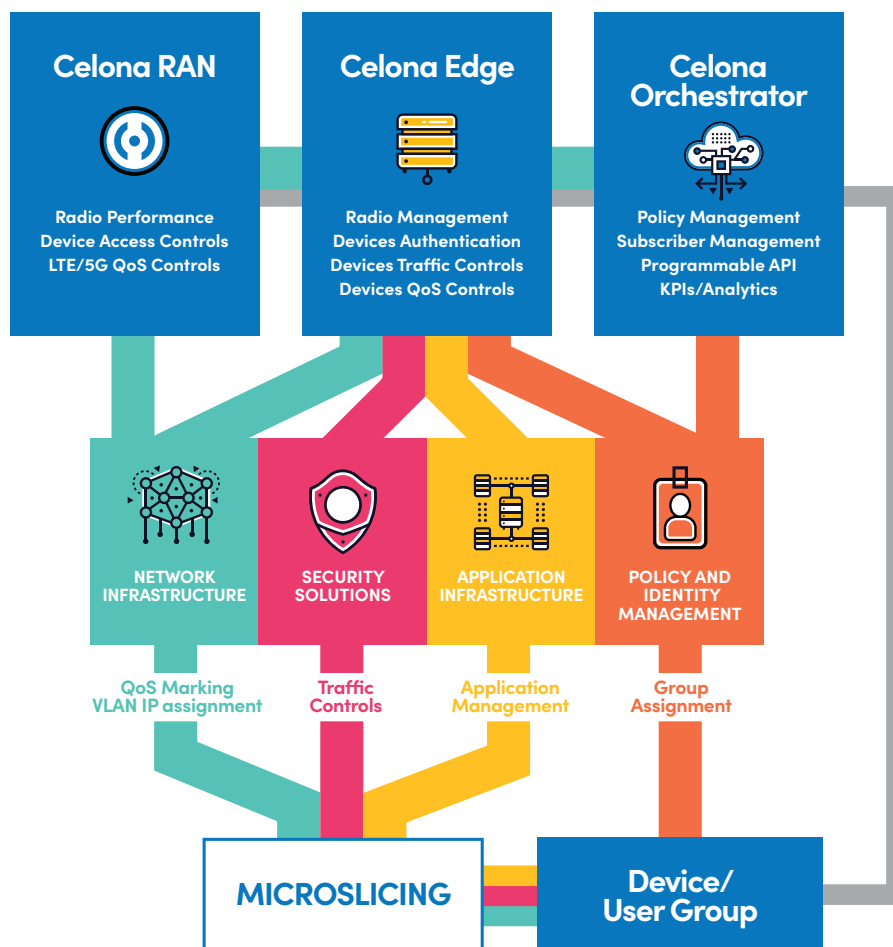 Celona RAN
Radio Performance
Device Access Controls
LTE/5G QoS Controls
Celona Edge
Radio Management
Devices Authentication
Devices Traffic Controls
Devices QoS Controls
Celona
Orchestrator
Policy Management
Subscriber Management
Programmable API
KPIs/Analytics
NETWORK
INFRASTRUCTURE
SECURITY
SOLUTIONS
APPLICATION
INFRASTRUCTURE
POLICY AND
IDENTITY
MANAGEMENT
QoS Marking
VLAN IP assignment
Traffic
Controls
Application
Management
Group
Assignment
MICROSLICING
Device/
User Group